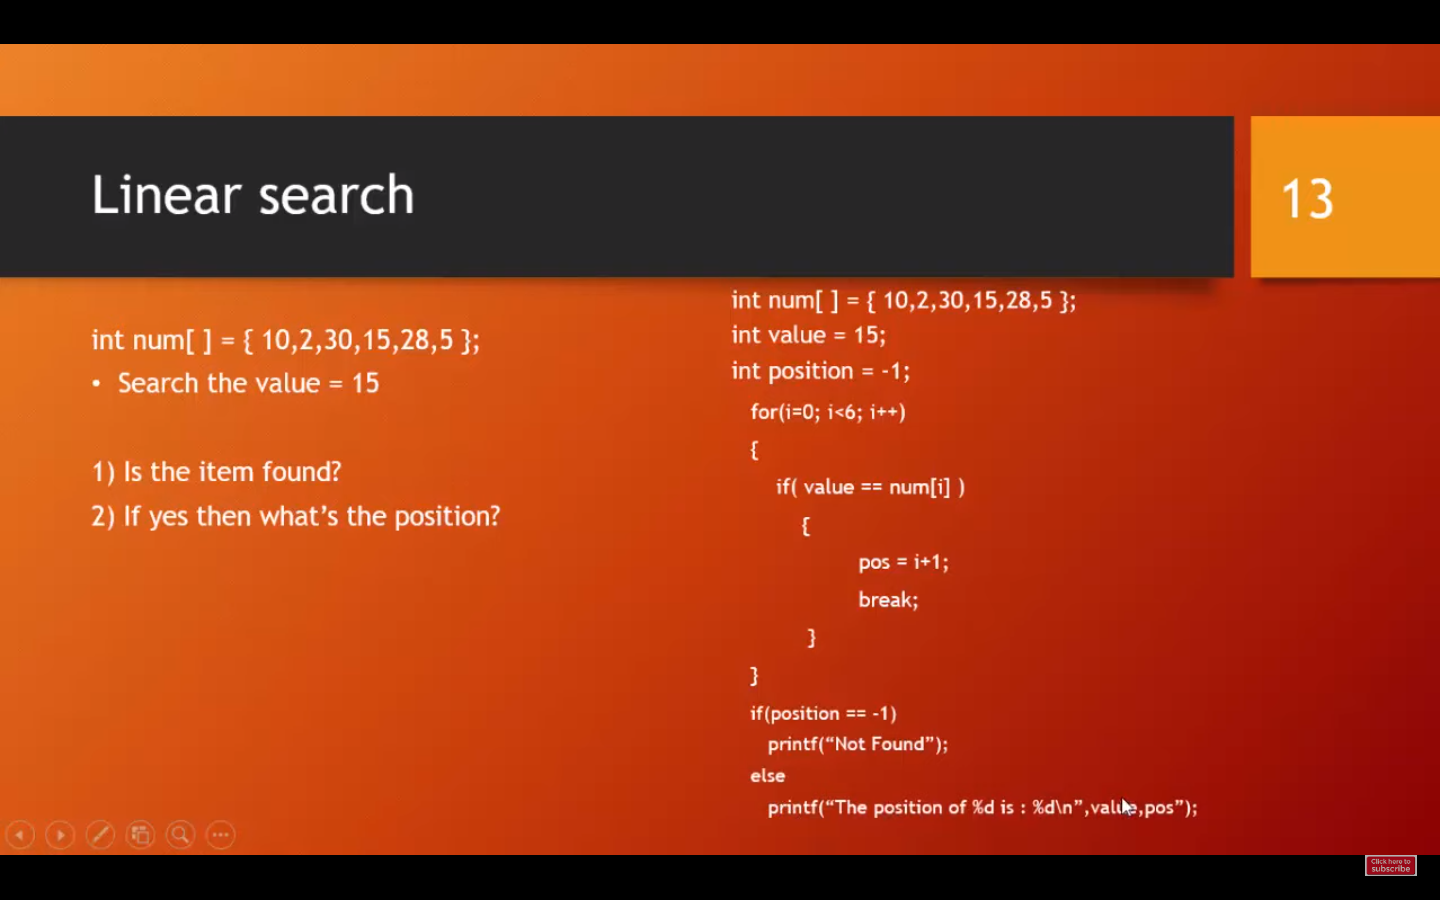 Linear search
13
int num[ ] = { 10,2,30,15,28,5 };
• Search the value = 15
1) Is the item found?
2) If yes then what’s the position?
int num[ ] = { 10,2,30,15,28,5 };
int value = 15;
int position = -1;
for(i=0; i<6; i++)
{
if( value == num[i] )
{
pos = i+1;
break;
}
}
if(position == -1)
printf(“Not Found”);
else
printf(“The position of %d is : %d\n”,value,pos”);
Click here to
subscribe